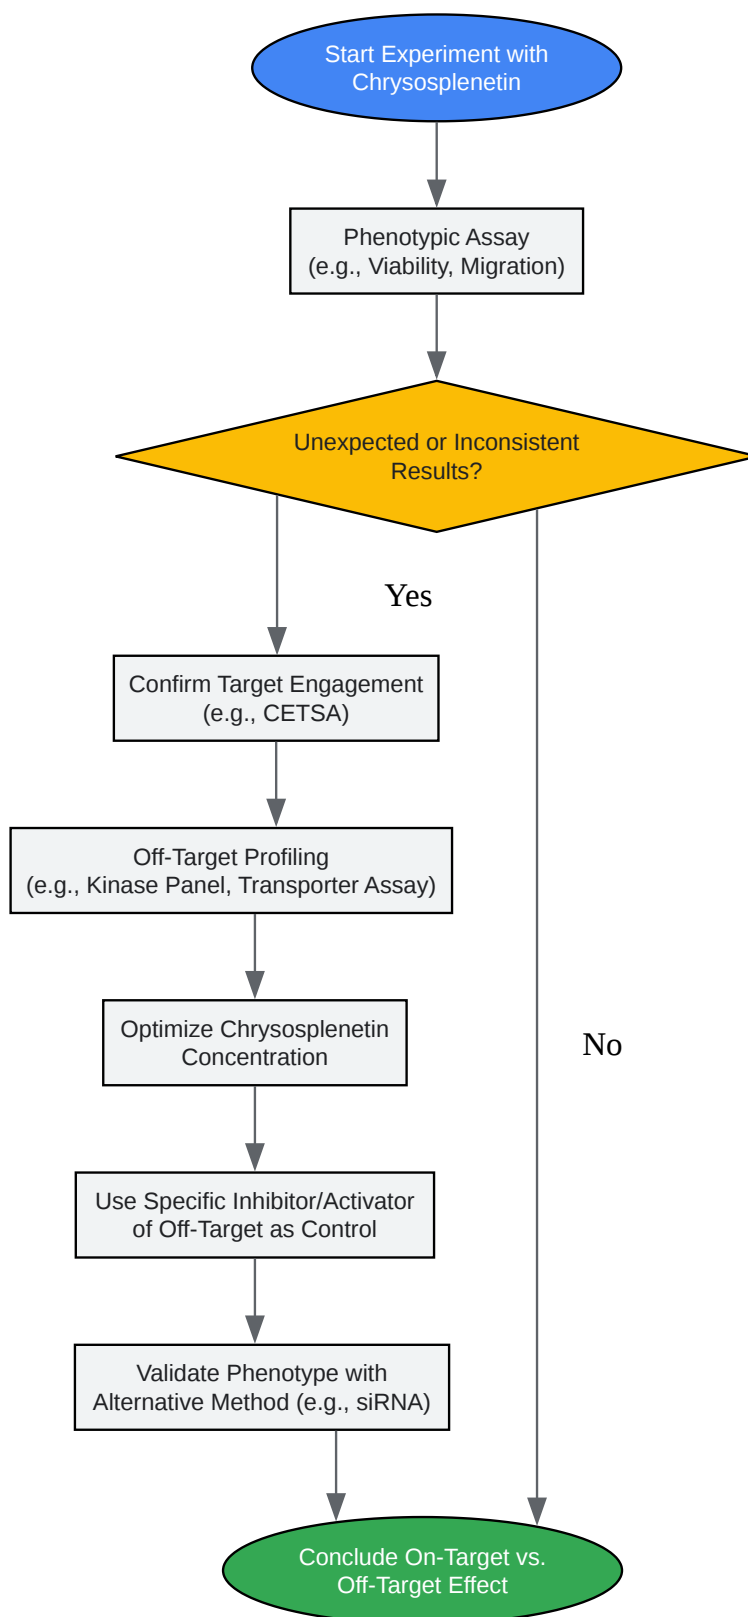 Start Experiment with
Chrysosplenetin
Phenotypic Assay
(e.g., Viability, Migration)
Unexpected or Inconsistent
Results?
Yes
Confirm Target Engagement
(e.g., CETSA)
Off-Target Profiling
(e.g., Kinase Panel, Transporter Assay)
Optimize Chrysosplenetin
Concentration
No
Use Specific Inhibitor/Activator
of Off-Target as Control
Validate Phenotype with
Alternative Method (e.g., siRNA)
Conclude On-Target vs.
Off-Target Effect